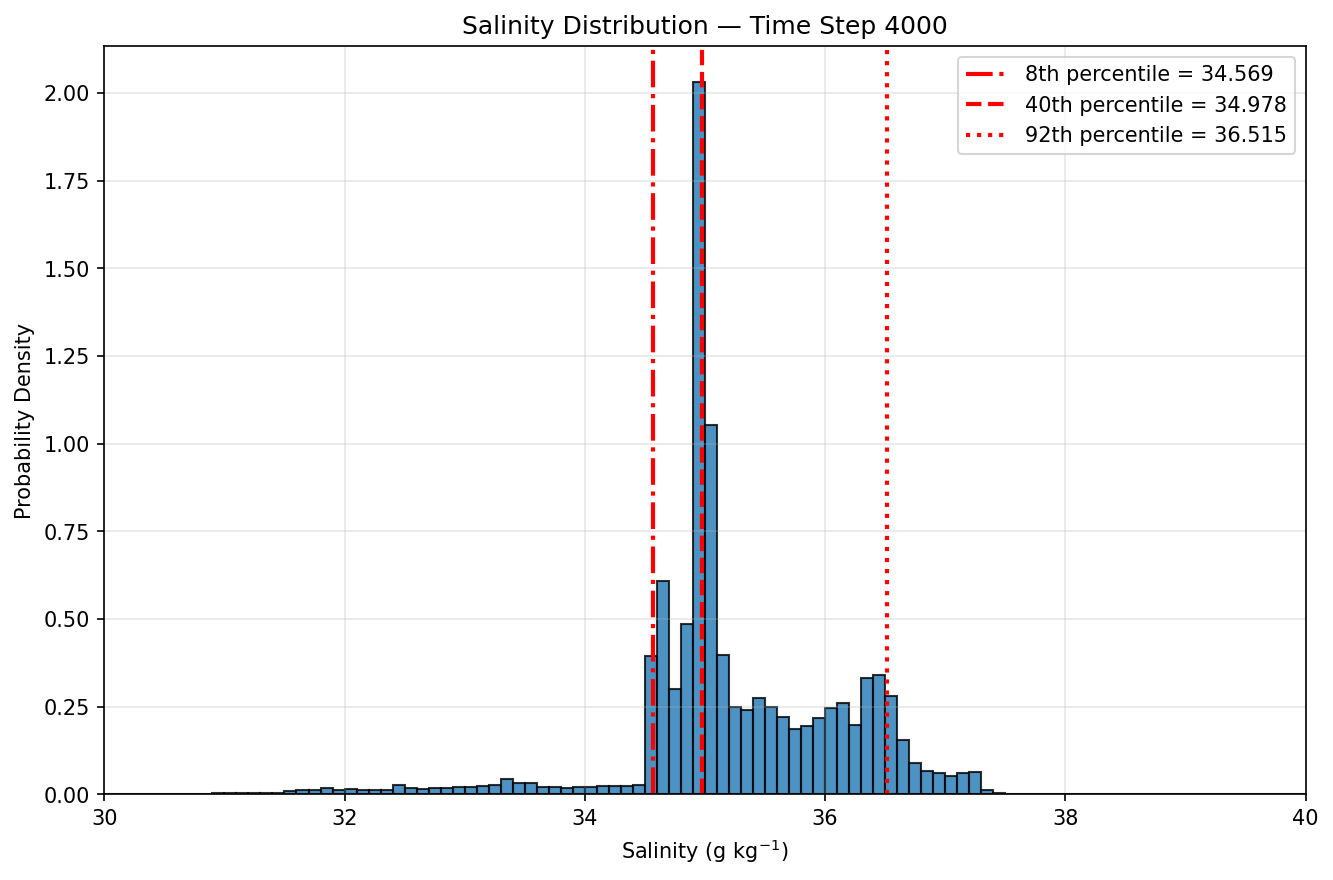 Salinity Distribution — Time Step 4000
8th percentile = 34.569
40th percentile = 34.978
92th percentile = 36.515
Probability Density
2.00
1.75
1.50
1.25
1.00
0.75
0.50
0.25
0.00
30 32 34 36 38 40
Salinity (g kg⁻¹)